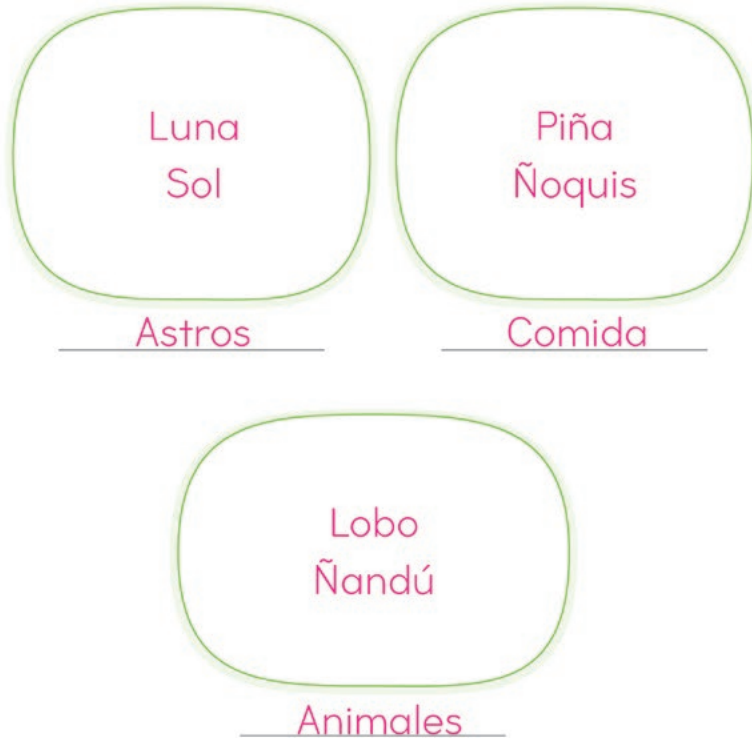 Luna
Sol
Astros
Piña
Ñoquis
Comida
Lobo
Ñandú
Animales